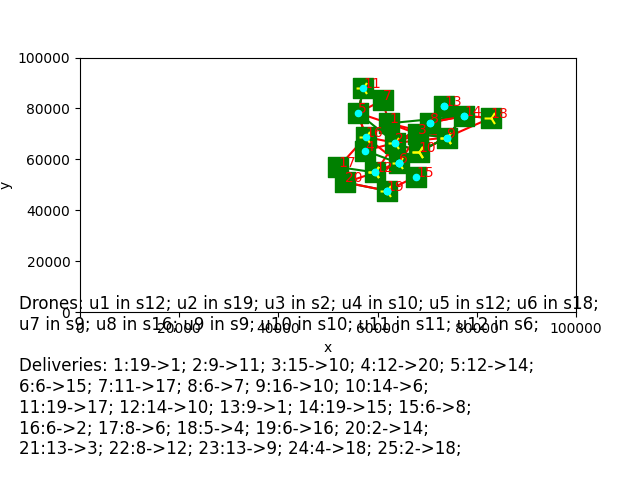 100000
80000
60000
40000
20000
0
y
0 20000 40000 60000 80000 100000
x
Drones: u1 in s12; u2 in s19; u3 in s2; u4 in s10; u5 in s12; u6 in s18;
u7 in s9; u8 in s16; u9 in s9; u10 in s10; u11 in s11; u12 in s6;
Deliveries: 1:19->1; 2:9->11; 3:15->10; 4:12->20; 5:12->14;
6:6->15; 7:11->17; 8:6->7; 9:16->10; 10:14->6;
11:19->17; 12:14->10; 13:9->1; 14:19->15; 15:6->8;
16:6->2; 17:8->6; 18:5->4; 19:6->16; 20:2->14;
21:13->3; 22:8->12; 23:13->9; 24:4->18; 25:2->18;